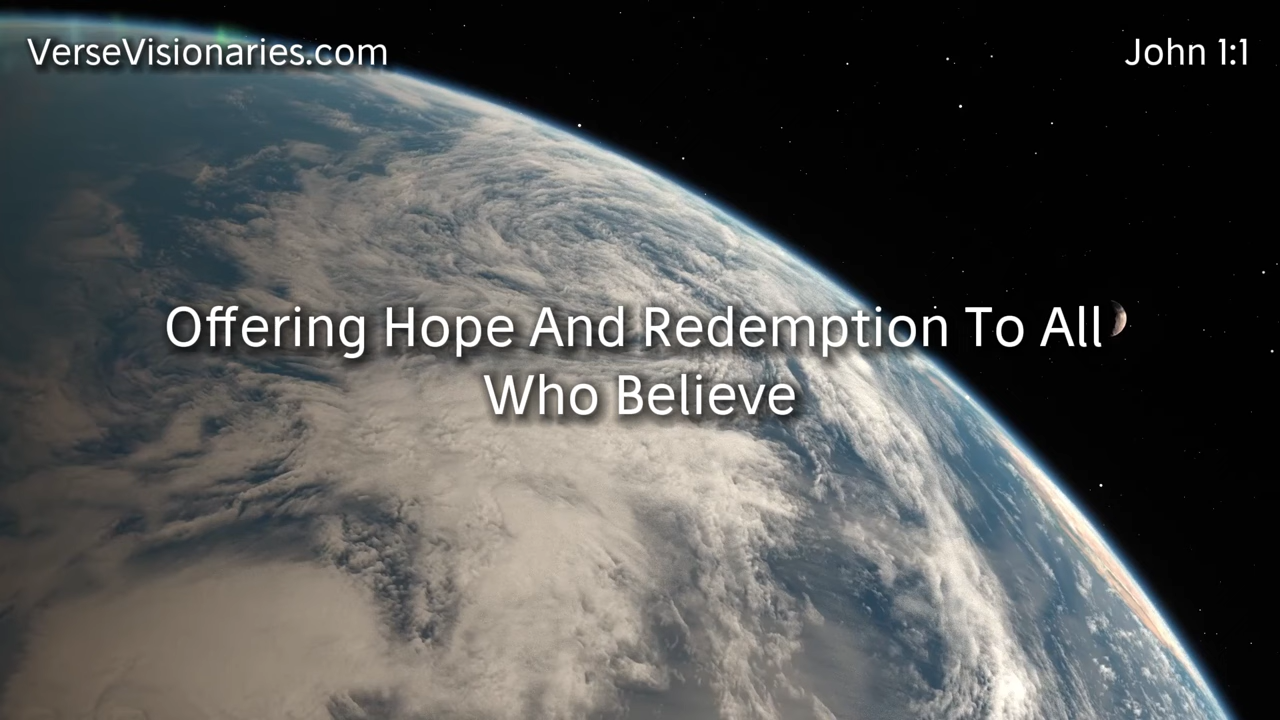 VerseVisionaries.com
John 1:1
Offering Hope And Redemption To All
Who Believe